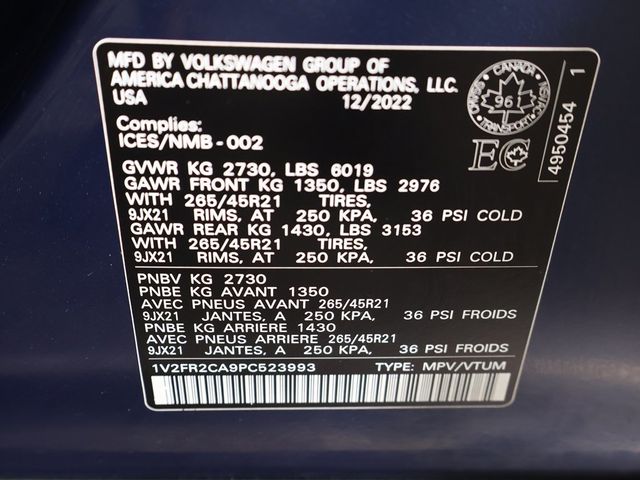 MFD BY VOLKSWAGEN GROUP OF
AMERICA CHATTANOOGA OPERATIONS, LLC.
USA 12/2022
Complies:
ICES/NMB-002
GVWR KG 2730, LBS 6019
GAWR FRONT KG 1350, LBS 2976
WITH 265/45R21 TIRES,
9JX21 RIMS, AT 250 KPA, 36 PSI COLD
GAWR REAR KG 1430, LBS 3153
WITH 265/45R21 TIRES,
9JX21 RIMS, AT 250 KPA, 36 PSI COLD
PNBV KG 2730
PNBE KG AVANT 1350
AVEC PNEUS AVANT 265/45R21
9JX21 JANTES, A 250 KPA, 36 PSI FROIDS
PNBE KG ARRIERE 1430
AVEC PNEUS ARRIERE 265/45R21
9JX21 JANTES, A 250 KPA, 36 PSI FROIDS
1V2FR2CA9PC523993 TYPE: MPV/VTUM
CANADA
TRANSPORT
96
EC
4950454 1